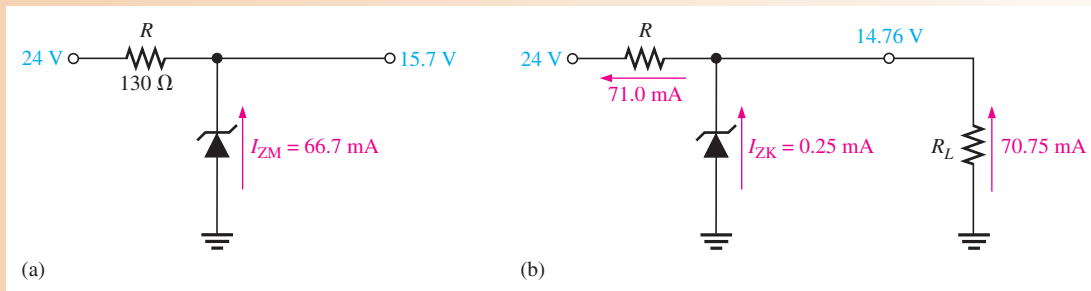 R
24 V
15.7 V
130 Ω
I_ZM = 66.7 mA
(a)
R
14.76 V
24 V
71.0 mA
I_ZK = 0.25 mA
R_L
70.75 mA
(b)